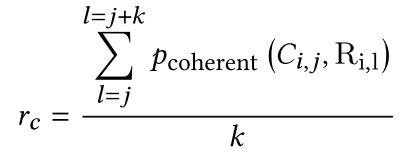 l=j+k
∑ p_coherent (C_{i,j}, R_{i,l})
l=j
r_c =
k